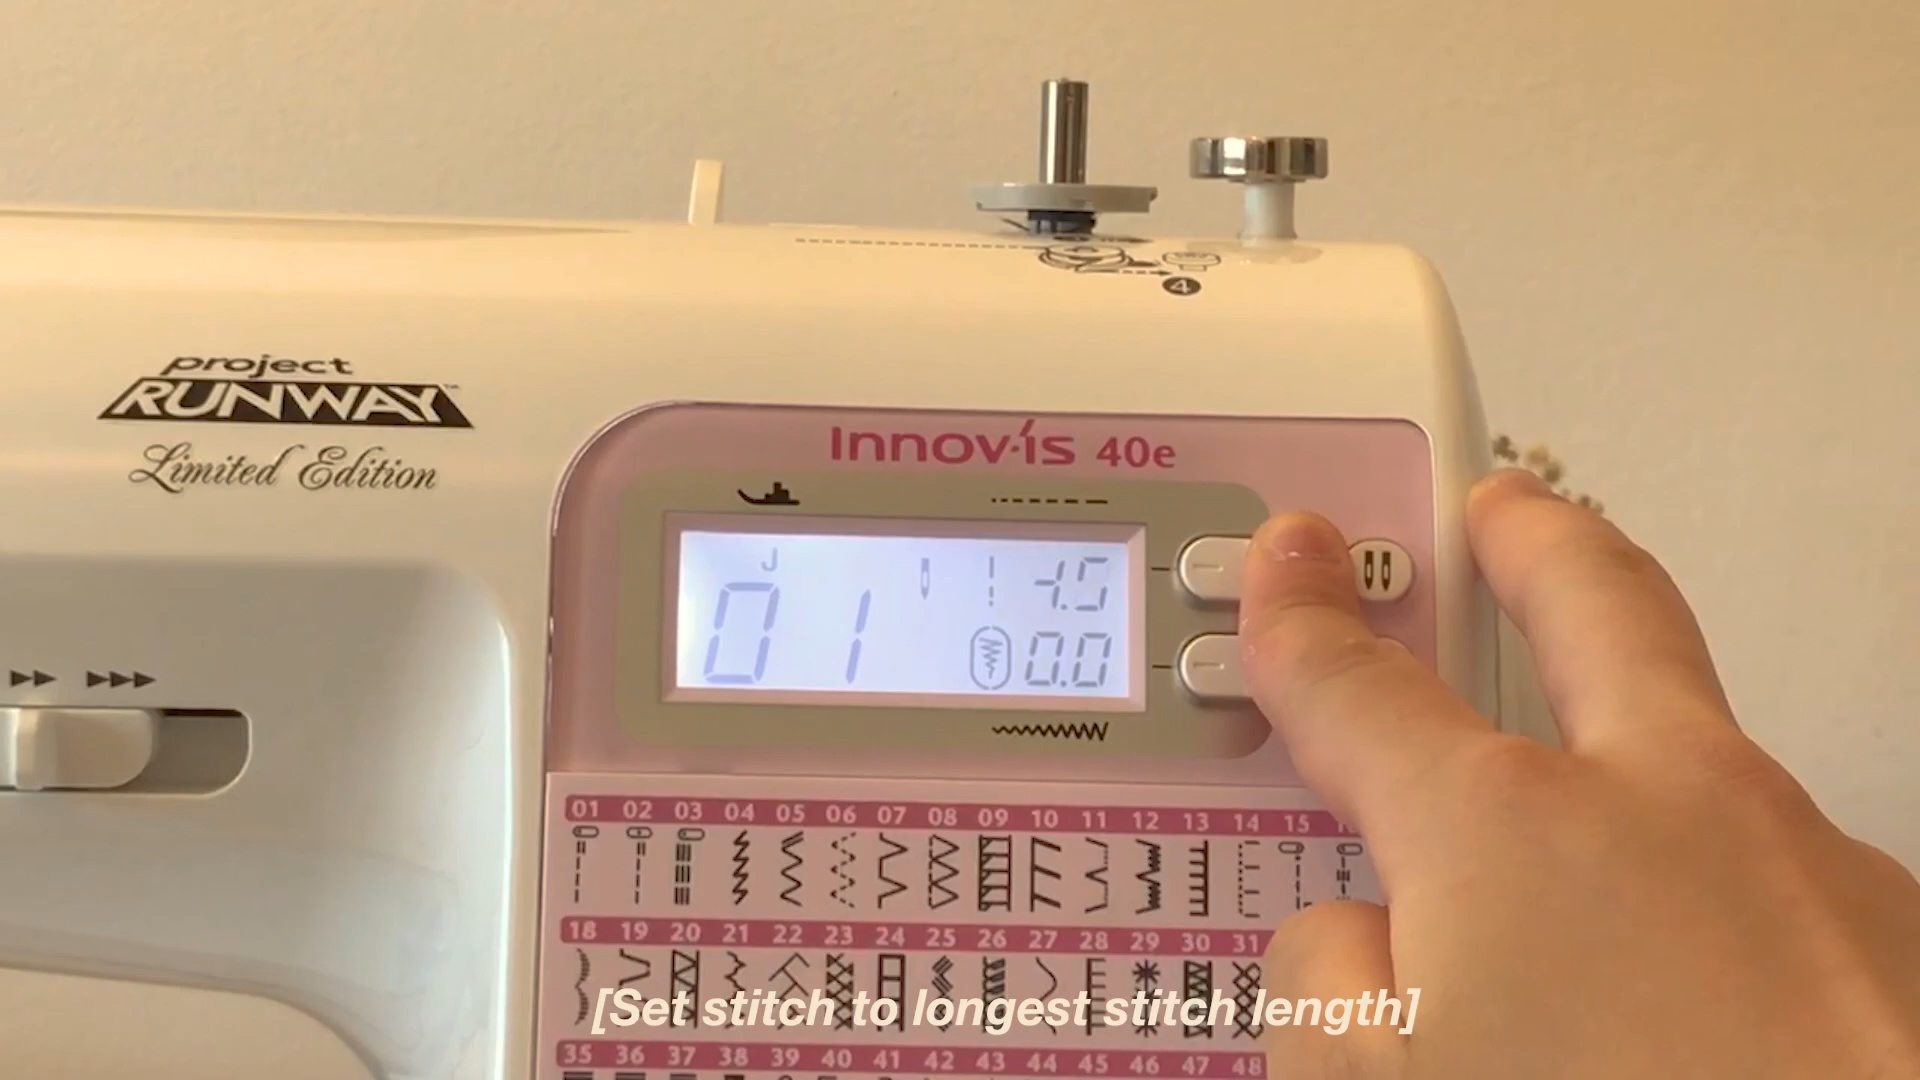 4
project
RUNWAY™
Limited Edition
Innov-ís 40e
J
01
4.5
0.0
01 02 03 04 05 06 07 08 09 10 11 12 13 14 15
18 19 20 21 22 23 24 25 26 27 28 29 30 31
[Set stitch to longest stitch length]
35 36 37 38 39 40 41 42 43 44 45 46 47 48